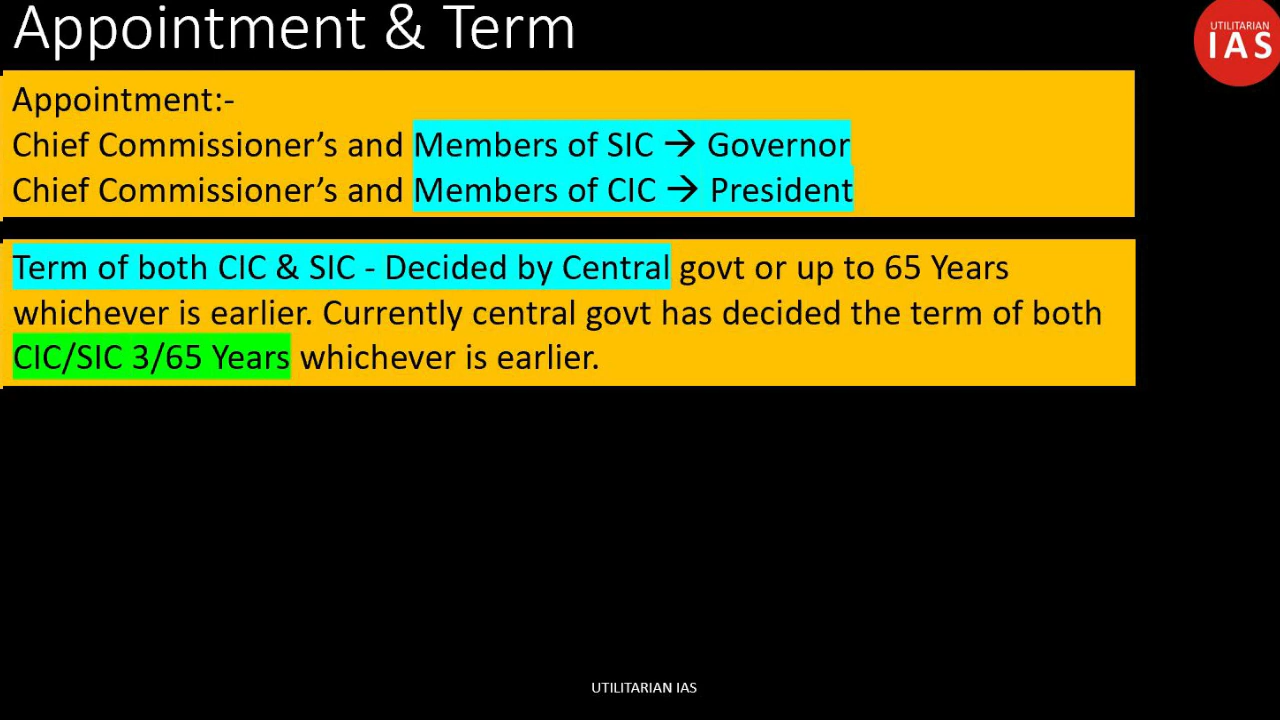 Appointment & Term
UTILITARIAN
IAS
Appointment:-
Chief Commissioner’s and Members of SIC → Governor
Chief Commissioner’s and Members of CIC → President
Term of both CIC & SIC - Decided by Central govt or up to 65 Years
whichever is earlier. Currently central govt has decided the term of both
CIC/SIC 3/65 Years whichever is earlier.
UTILITARIAN IAS